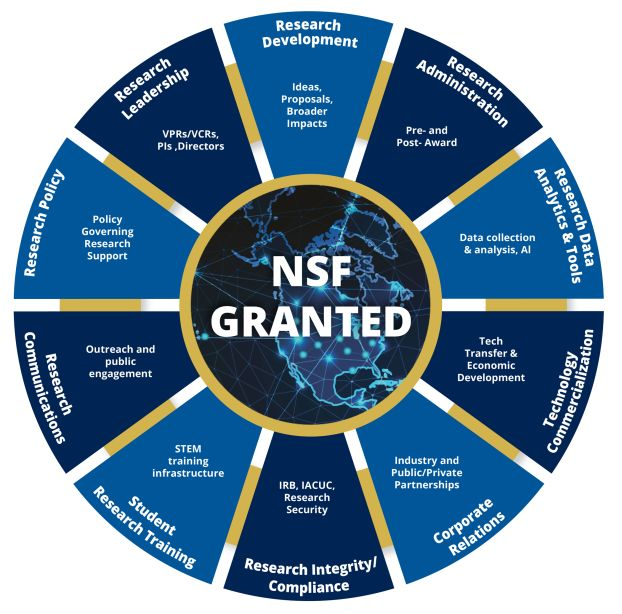 Research
Development
Ideas,
Proposals,
Broader
Impacts
Research
Administration
Pre- and
Post- Award
Research Data
Analytics & Tools
Data collection
& analysis, AI
Technology
Commercialization
Tech
Transfer &
Economic
Development
Corporate
Relations
Industry and
Public/Private
Partnerships
Research Integrity/
Compliance
IRB, IACUC,
Research
Security
Student
Research Training
STEM
training
infrastructure
Research
Communications
Outreach and
public
engagement
Research Policy
Policy
Governing
Research
Support
Research
Leadership
VPRs/VCRs,
PIs ,Directors
NSF
GRANTED